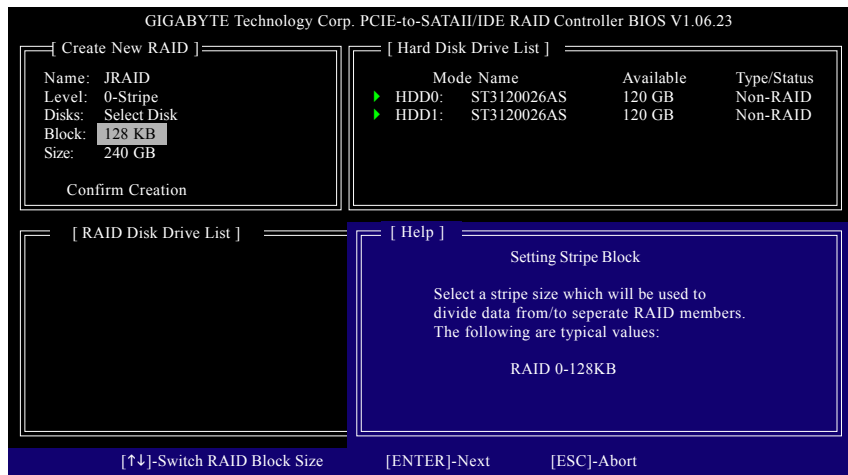 GIGABYTE Technology Corp. PCIE-to-SATAII/IDE RAID Controller BIOS V1.06.23
[ Create New RAID ]
Name: JRAID
Level: 0-Stripe
Disks: Select Disk
Block: 128 KB
Size: 240 GB
Confirm Creation
[ Hard Disk Drive List ]
Mode Name Available Type/Status
HDD0: ST3120026AS 120 GB Non-RAID
HDD1: ST3120026AS 120 GB Non-RAID
[ RAID Disk Drive List ]
[ Help ]
Setting Stripe Block
Select a stripe size which will be used to
divide data from/to seperate RAID members.
The following are typical values:
RAID 0-128KB
[↑↓]-Switch RAID Block Size [ENTER]-Next [ESC]-Abort